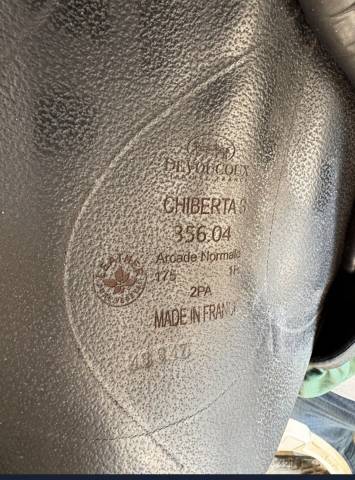 DEVOUCOUX
CHIBERTA S
356.04
Arcade Normale
175
2PA
MADE IN FRANCE